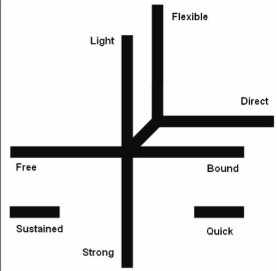 Flexible
Light
Direct
Free
Bound
Sustained
Quick
Strong